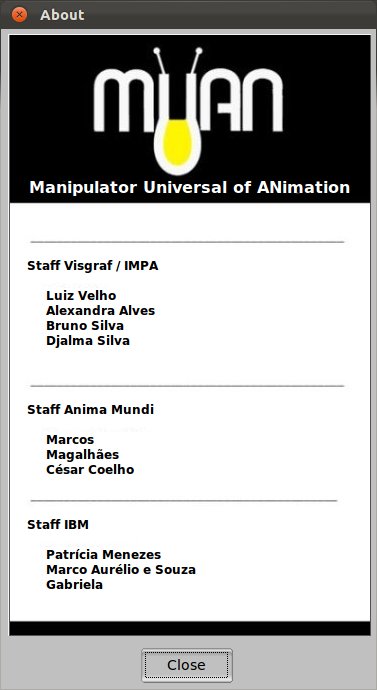 About
MUAN
Manipulator Universal of ANimation
Staff Visgraf / IMPA
Luiz Velho
Alexandra Alves
Bruno Silva
Djalma Silva
Staff Anima Mundi
Marcos
Magalhães
César Coelho
Staff IBM
Patrícia Menezes
Marco Aurélio e Souza
Gabriela
Close